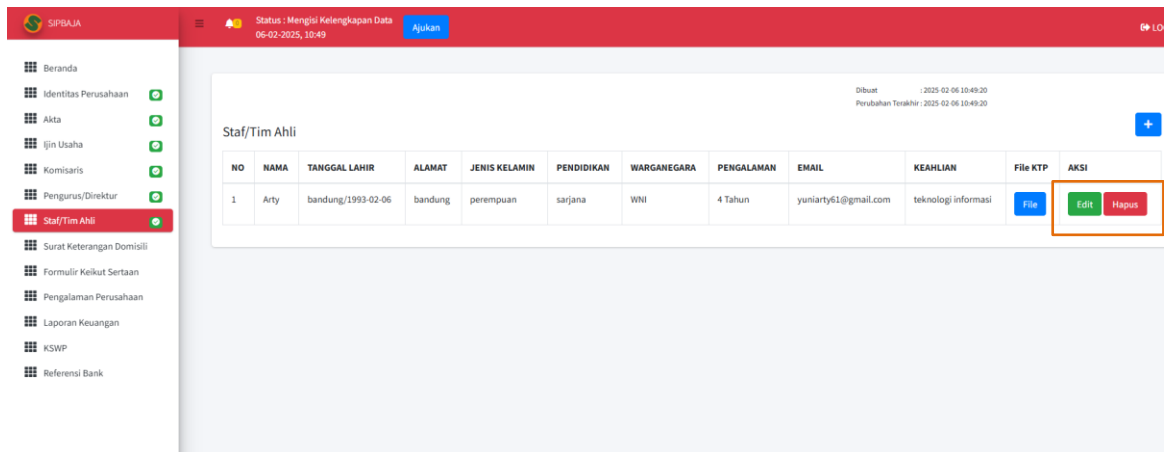 SIPBAJA
Status : Mengisi Kelengkapan Data
06-02-2025, 10:49
Ajukan
Beranda
Identitas Perusahaan
Akta
Ijin Usaha
Komisaris
Pengurus/Direktur
Staf/Tim Ahli
Surat Keterangan Domisili
Formulir Keikut Sertaan
Pengalaman Perusahaan
Laporan Keuangan
KSWP
Referensi Bank
Dibuat : 2025-02-06 10:49:20
Perubahan Terakhir : 2025-02-06 10:49:20
+
Staf/Tim Ahli
NO NAMA TANGGAL LAHIR ALAMAT JENIS KELAMIN PENDIDIKAN WARGANEGARA PENGALAMAN EMAIL KEAHLIAN File KTP AKSI
1 Arty bandung/1993-02-06 bandung perempuan sarjana WNI 4 Tahun yuniarty61@gmail.com teknologi informasi File Edit Hapus